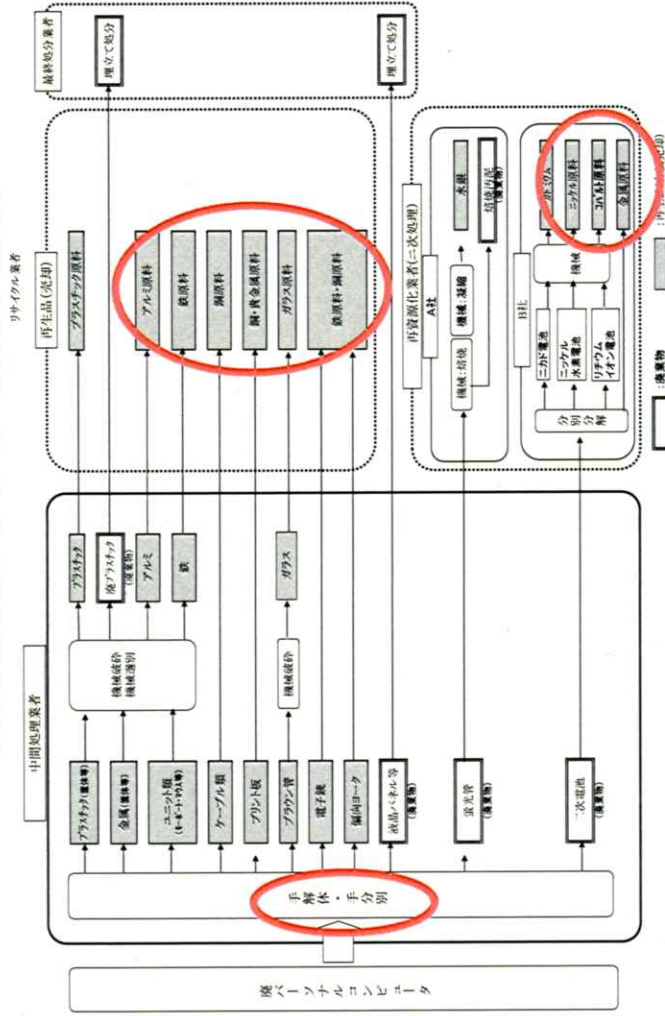 廃パーソナルコンピュータ
中間処理業者
手解体・手分別
プラスチック(筐体等)
金属(筐体等)
ユニット類
(キーボード・マウス等)
ケーブル類
プリント板
ブラウン管
電子銃
偏向ヨーク
液晶パネル等
(廃棄物)
蛍光管
(廃棄物)
二次電池
(廃棄物)
機械破砕
機械選別
機械破砕
プラスチック
廃プラスチック
(廃棄物)
アルミ
鉄
ガラス
リサイクル業者
再生品(売却)
プラスチック原料
アルミ原料
鉄原料
銅原料
銅・貴金属原料
ガラス原料
鉄原料・銅原料
再資源化業者(二次処理)
A社
機械:焙焼
機械:凝縮
水銀
焙焼汚泥
(廃棄物)
B社
分別分解
ニカド電池
ニッケル
水素電池
リチウム
イオン電池
機械
カドミウム
ニッケル原料
コバルト原料
金属原料
最終処分業者
埋立て処分
埋立て処分
:廃棄物